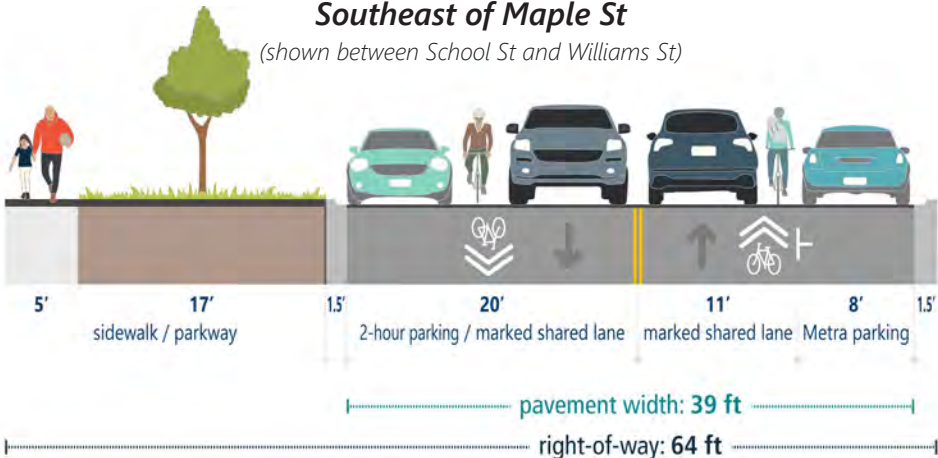 Southeast of Maple St
(shown between School St and Williams St)
5’ 17’ 1.5’ 20’ 11’ 8’ 1.5’
sidewalk / parkway 2-hour parking / marked shared lane marked shared lane Metra parking
pavement width: 39 ft
right-of-way: 64 ft